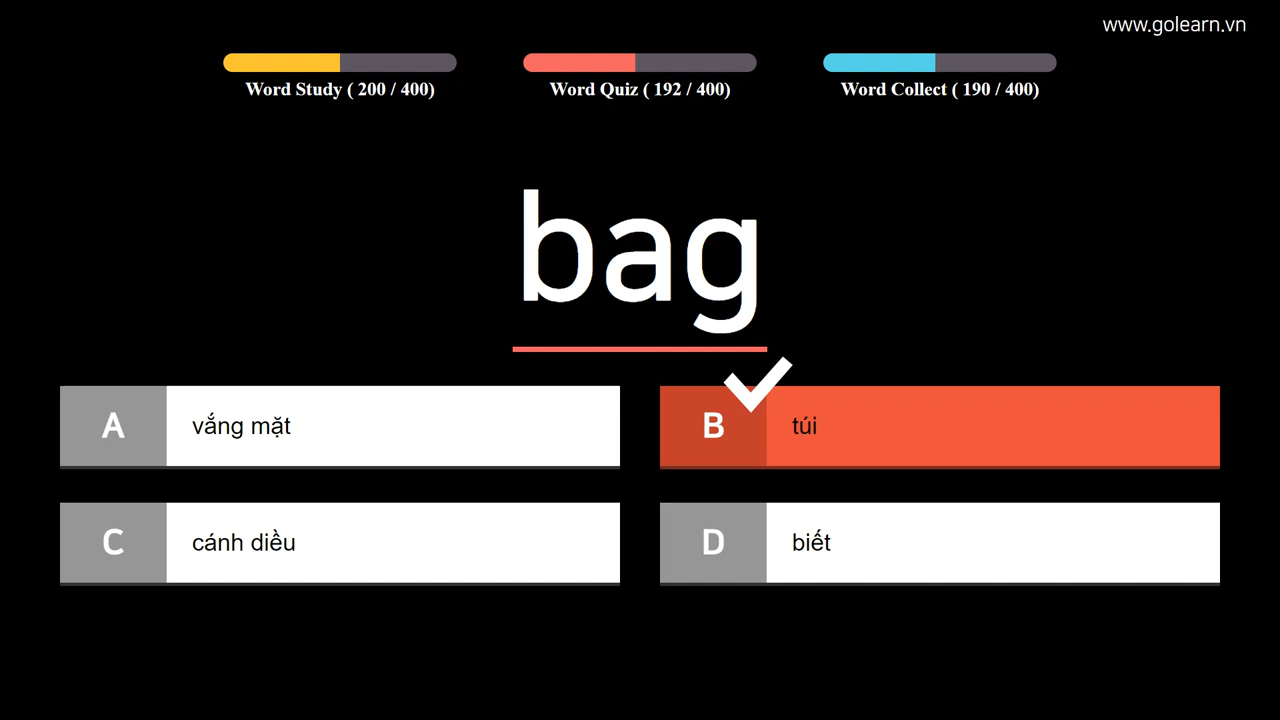 www.golearn.vn
Word Study ( 200 / 400)
Word Quiz ( 192 / 400)
Word Collect ( 190 / 400)
bag
A vắng mặt
B túi
C cánh diều
D biết